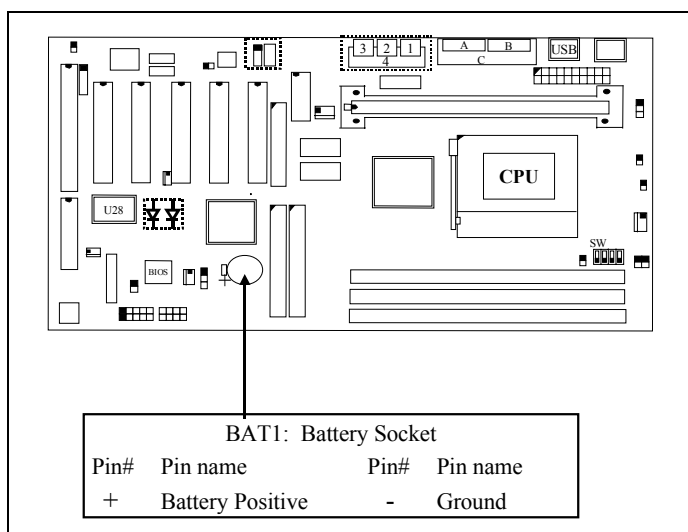 3 2 1
4
A B
C
USB
CPU
U28
SW
BIOS
+
BAT1: Battery Socket
Pin# Pin name Pin# Pin name
+ Battery Positive - Ground